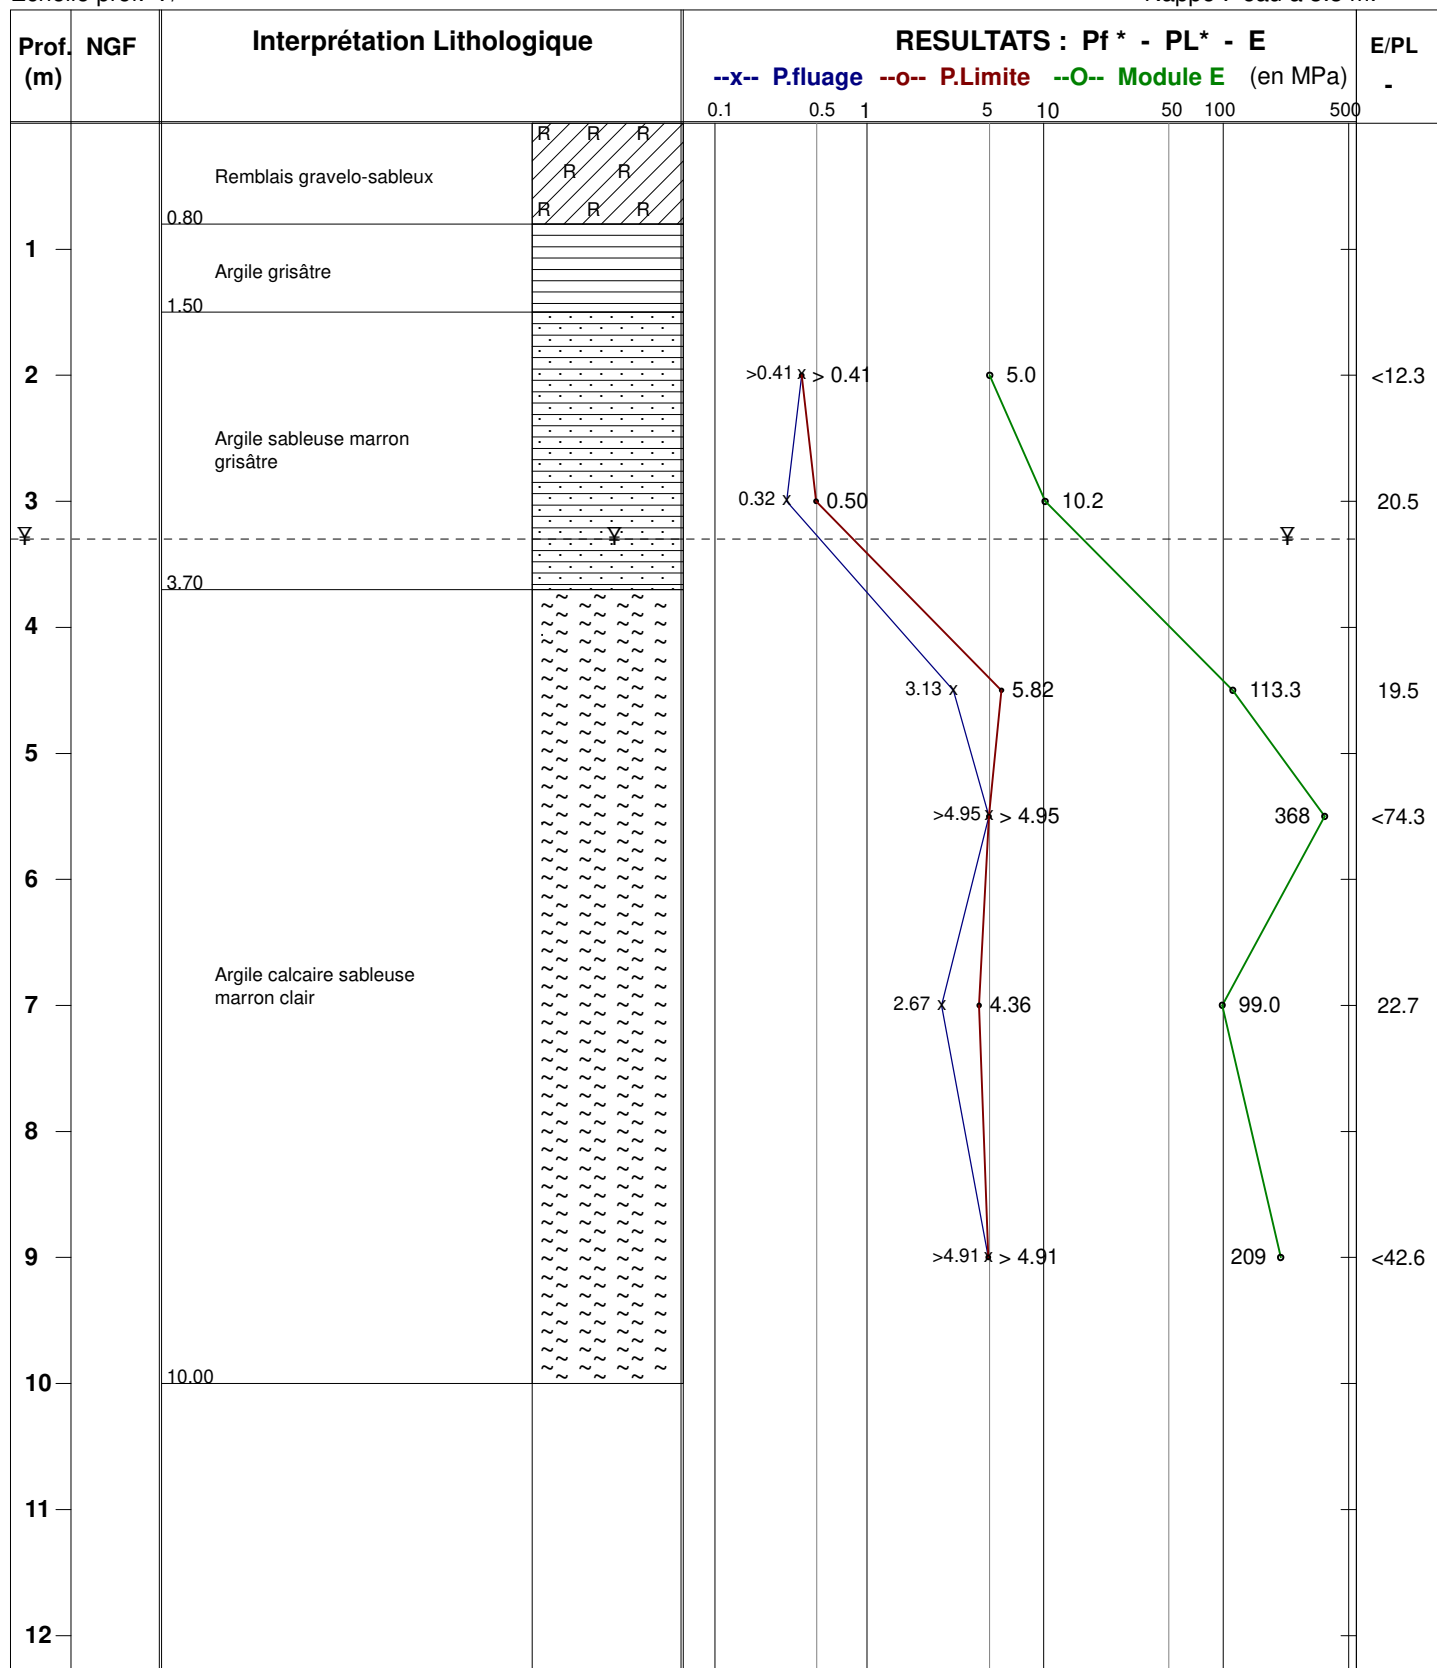 Prof. NGF Interprétation Lithologique RESULTATS : Pf * - PL* - E E/PL
(m) --x-- P.fluage --o-- P.Limite --O-- Module E (en MPa) -
0.1 0.5 1 5 10 50 100 500
R R R
Remblais gravelo-sableux R R
0.80 R R R
1
Argile grisâtre
1.50
2 >0.41 x > 0.41 5.0 <12.3
Argile sableuse marron
grisâtre
3 0.32 x 0.50 10.2 20.5
3.70
4
3.13 x 5.82 113.3 19.5
5
>4.95 x > 4.95 368 <74.3
6
Argile calcaire sableuse
marron clair
7 2.67 x 4.36 99.0 22.7
8
9 >4.91 x > 4.91 209 <42.6
10 10.00
11
12